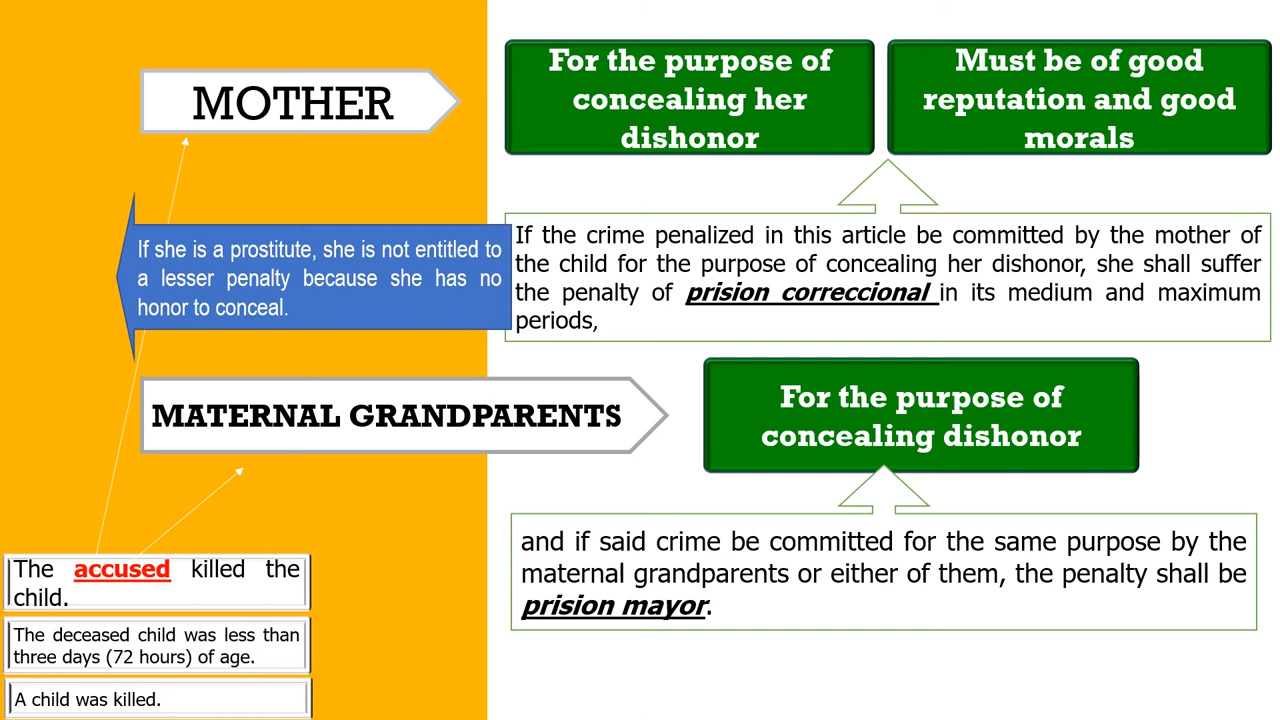 MOTHER
For the purpose of
concealing her
dishonor
Must be of good
reputation and good
morals
If she is a prostitute, she is not entitled to
a lesser penalty because she has no
honor to conceal.
If the crime penalized in this article be committed by the mother of
the child for the purpose of concealing her dishonor, she shall suffer
the penalty of prision correccional in its medium and maximum
periods,
MATERNAL GRANDPARENTS
For the purpose of
concealing dishonor
and if said crime be committed for the same purpose by the
maternal grandparents or either of them, the penalty shall be
prision mayor.
The accused killed the
child.
The deceased child was less than
three days (72 hours) of age.
A child was killed.